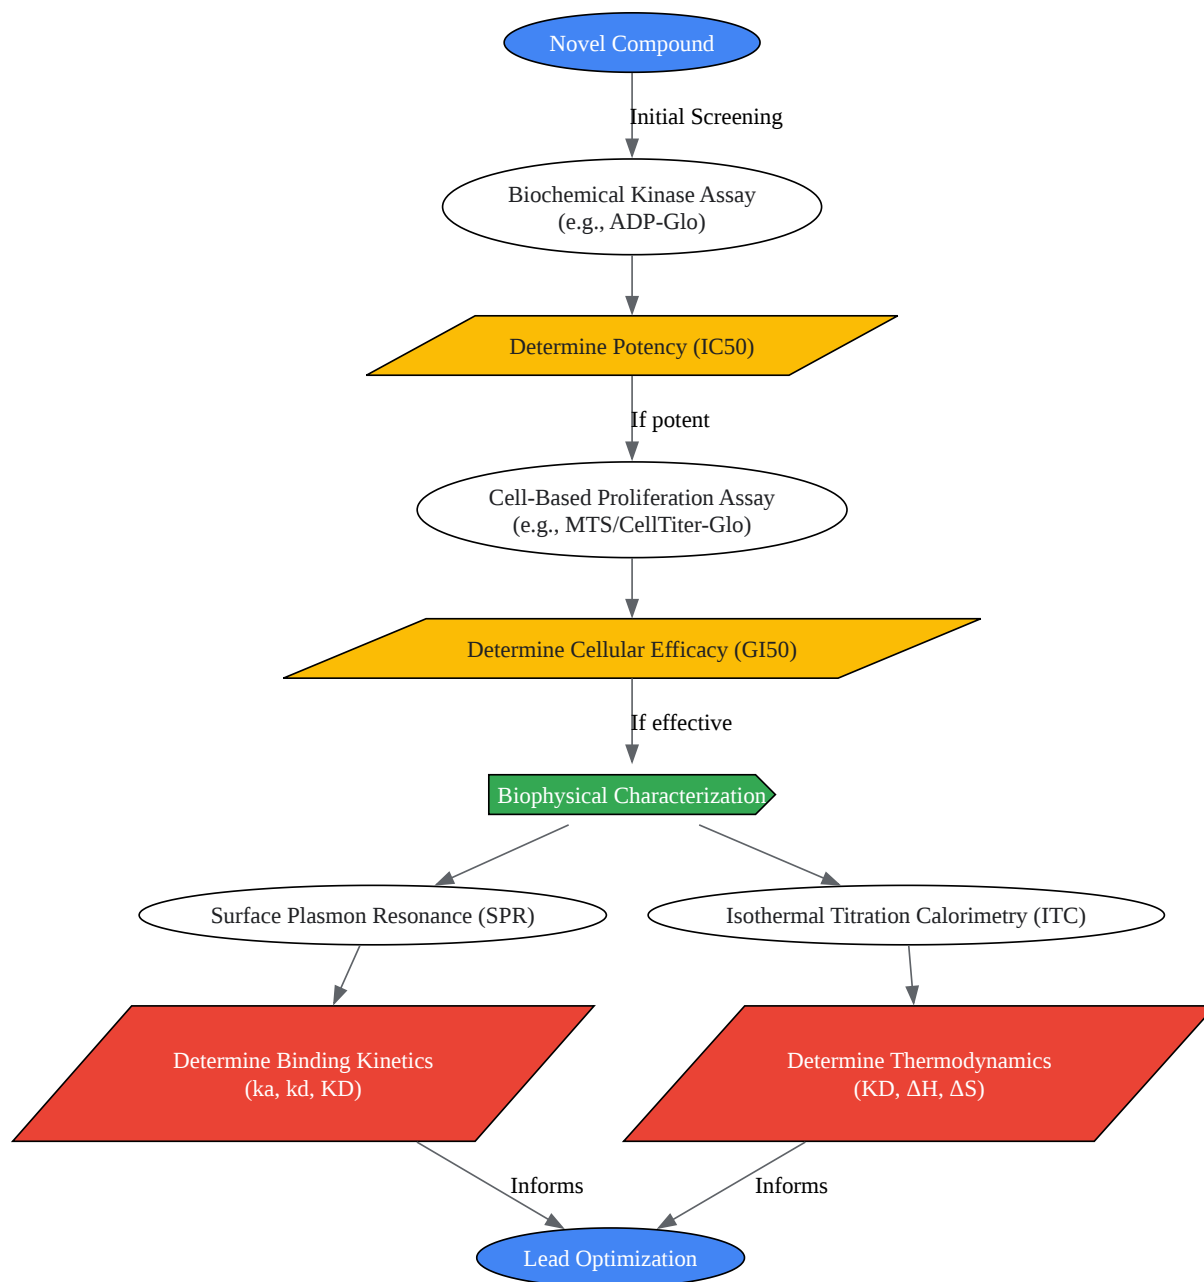 Novel Compound
Initial Screening
Biochemical Kinase Assay
(e.g., ADP-Glo)
Determine Potency (IC50)
If potent
Cell-Based Proliferation Assay
(e.g., MTS/CellTiter-Glo)
Determine Cellular Efficacy (GI50)
If effective
Biophysical Characterization
Surface Plasmon Resonance (SPR)
Isothermal Titration Calorimetry (ITC)
Determine Binding Kinetics
(ka, kd, KD)
Determine Thermodynamics
(KD, ΔH, ΔS)
Informs
Informs
Lead Optimization